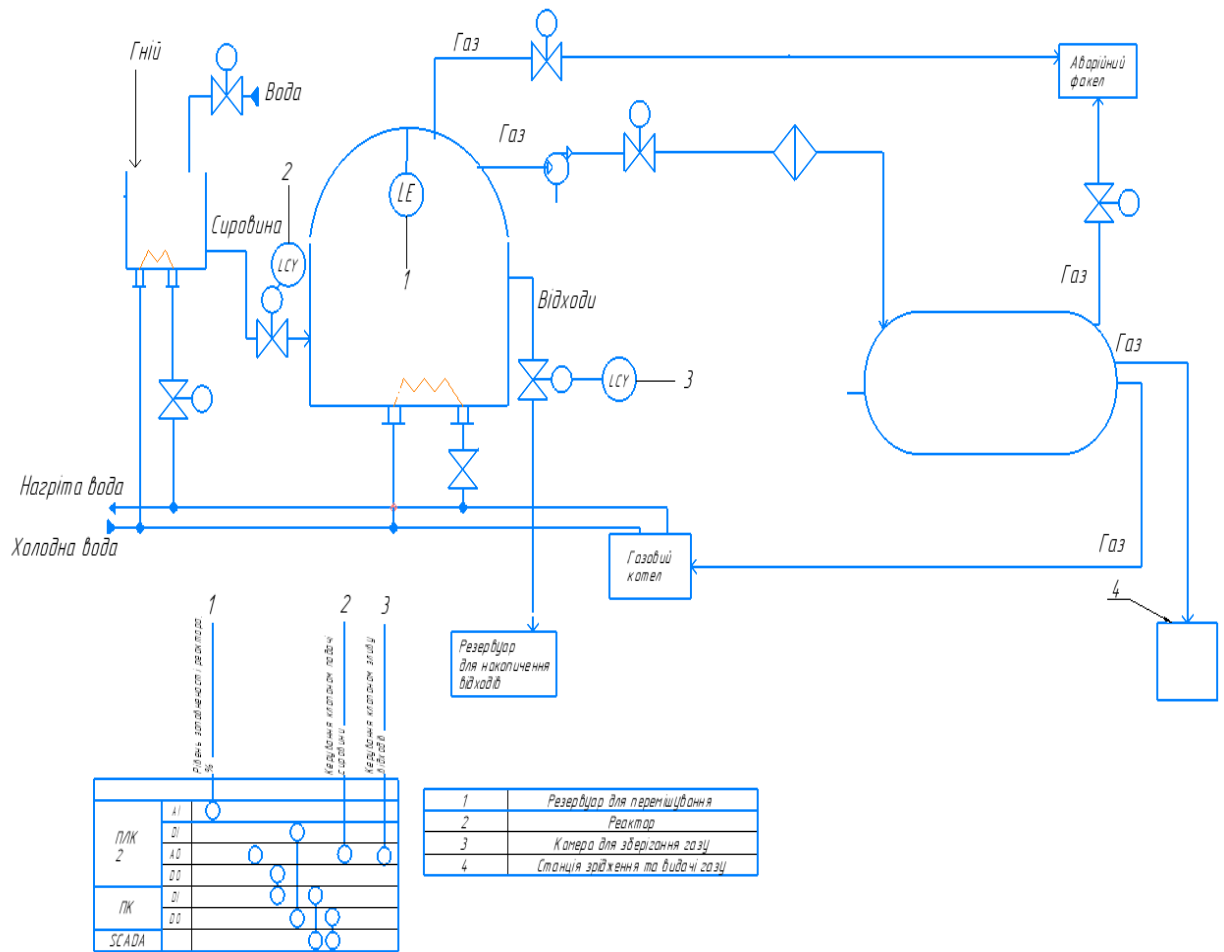 Гній
Вода
Газ
Аварійний
факел
Газ
2
LE
Сировина
LCY
1
Відходи
LCY
3
Газ
Газ
Нагріта вода
Холодна вода
Газовий
котел
Газ
4
1
2
3
Резервуар
для накопичення
відходів
Рівень заповненості реактора,
%
Керування клапаном подачі
сировини
Керування клапаном зливу
відходів
ПЛК
2
AI
DI
AO
DO
ПК
DI
DO
SCADA
1 Резервуар для перемішування
2 Реактор
3 Камера для зберігання газу
4 Станція зрідження та видачі газу